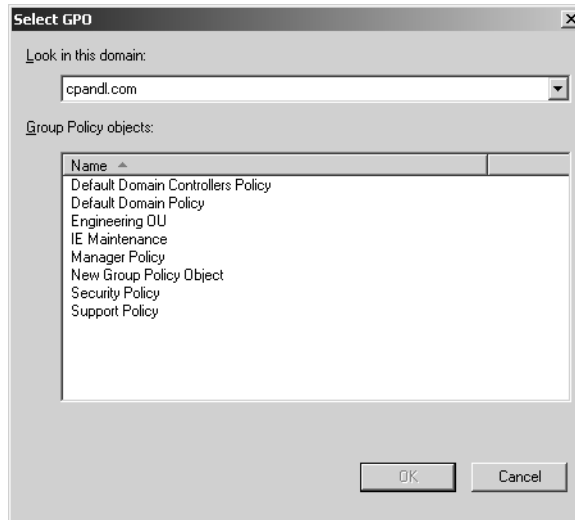 Select GPO
Look in this domain:
cpandl.com
Group Policy objects:
Name
Default Domain Controllers Policy
Default Domain Policy
Engineering OU
IE Maintenance
Manager Policy
New Group Policy Object
Security Policy
Support Policy
OK
Cancel